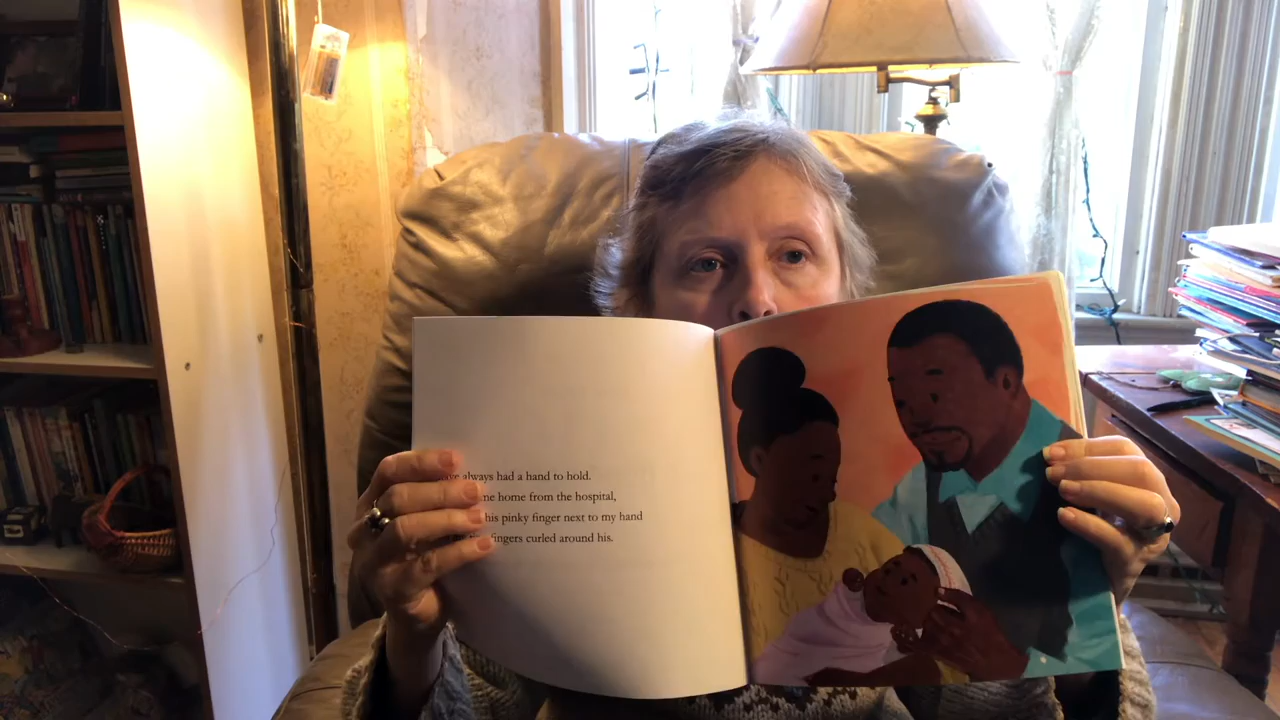 always had a hand to hold.
home from the hospital,
his pinky finger next to my hand
fingers curled around his.